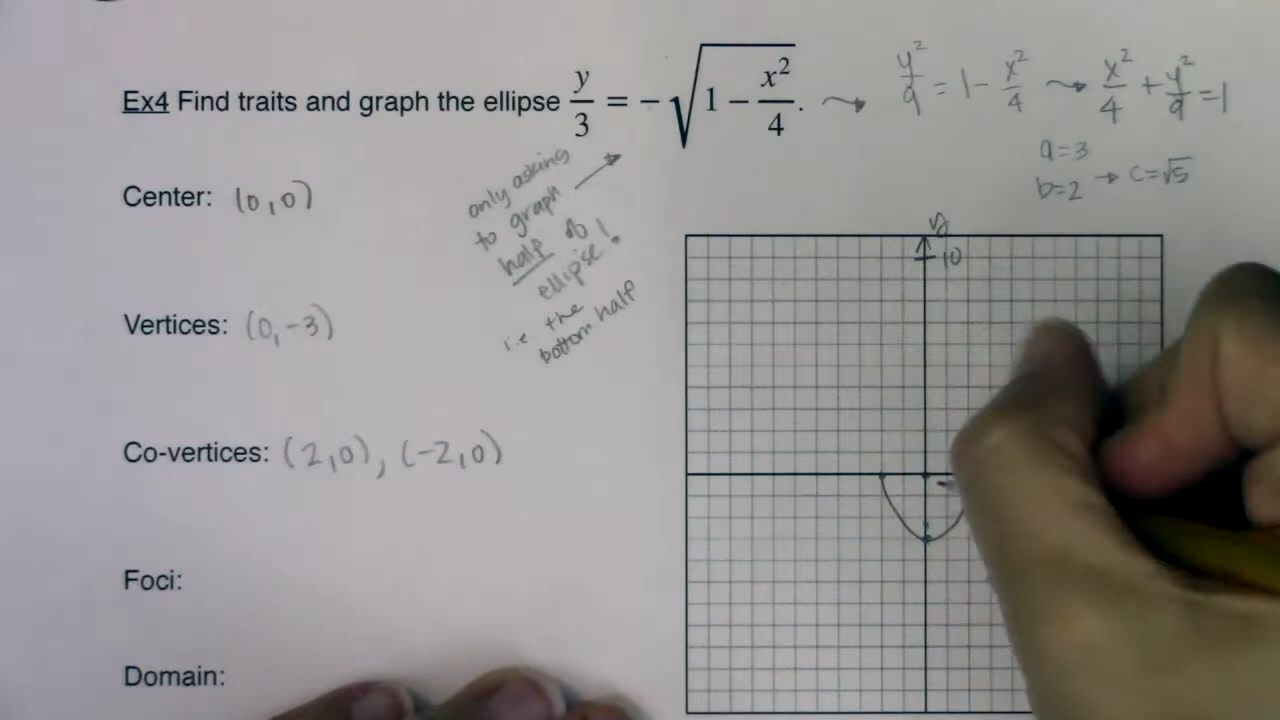 Ex4 Find traits and graph the ellipse y/3 = −√(1 − x²/4). ⇝ y²/9 = 1 − x²/4 ⇝ x²/4 + y²/9 = 1
a=3
b=2 → c=√5
Center: (0,0)
only asking
to graph
half of
ellipse!
i.e the
bottom half
y
10
Vertices: (0,-3)
Co-vertices: (2,0), (-2,0)
Foci:
Domain: